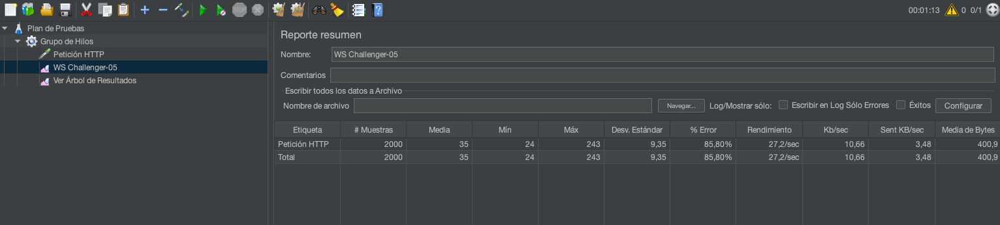 00:01:13 0 0/1
Plan de Pruebas
Grupo de Hilos
Petición HTTP
WS Challenger-05
Ver Árbol de Resultados
Reporte resumen
Nombre: WS Challenger-05
Comentarios
Escribir todos los datos a Archivo
Nombre de archivo Navegar... Log/Mostrar sólo: Escribir en Log Sólo Errores Éxitos Configurar
Etiqueta # Muestras Media Mín Máx Desv. Estándar % Error Rendimiento Kb/sec Sent KB/sec Media de Bytes
Petición HTTP 2000 35 24 243 9,35 85,80% 27,2/sec 10,66 3,48 400,9
Total 2000 35 24 243 9,35 85,80% 27,2/sec 10,66 3,48 400,9